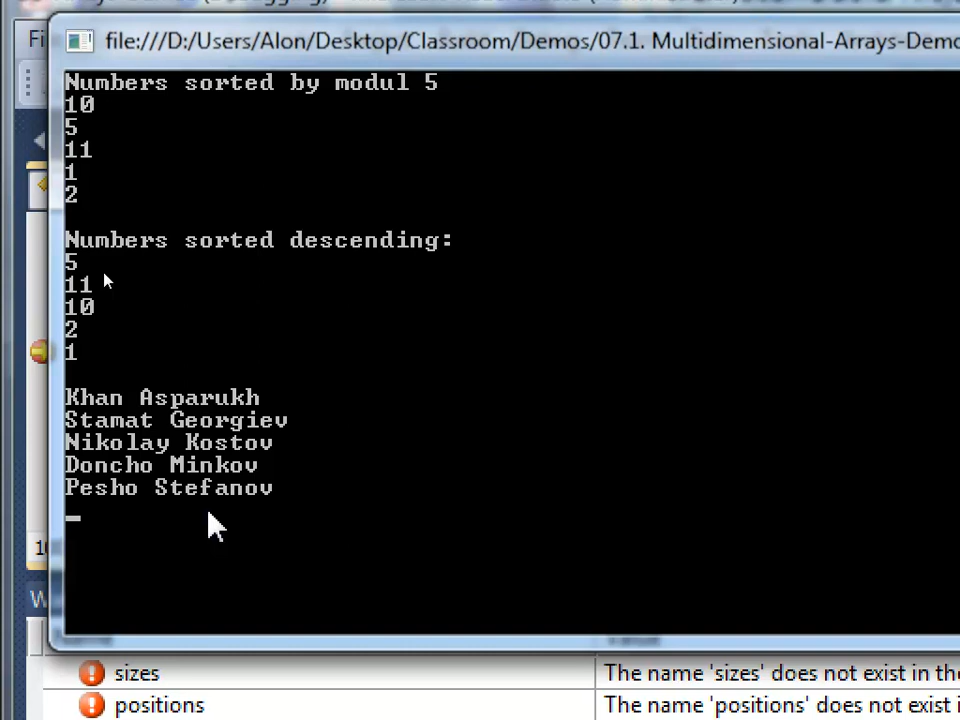 Fi
file:///D:/Users/Alon/Desktop/Classroom/Demos/07.1. Multidimensional-Arrays-Demo
Numbers sorted by modul 5
10
5
11
1
2
Numbers sorted descending:
5
11
10
2
1
Khan Asparukh
Stamat Georgiev
Nikolay Kostov
Doncho Minkov
Pesho Stefanov
10
W
sizes The name 'sizes' does not exist in the
positions The name 'positions' does not exist i